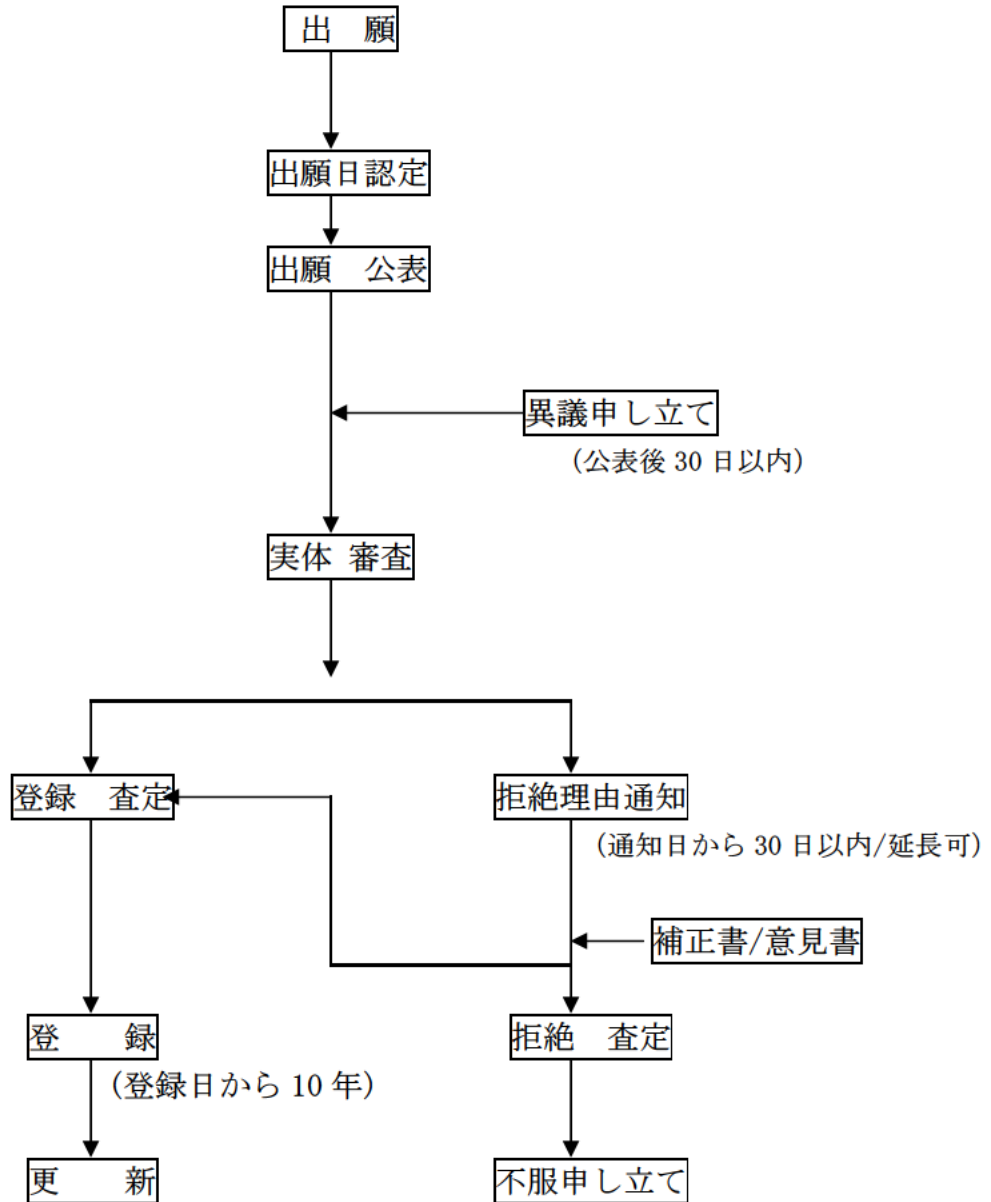 出　願
出願日認定
出願　公表
異議申し立て
(公表後 30 日以内)
実体 審査
登録　査定
拒絶理由通知
(通知日から 30 日以内/延長可)
補正書/意見書
登　　録
拒絶　査定
(登録日から 10 年)
更　　新
不服申し立て